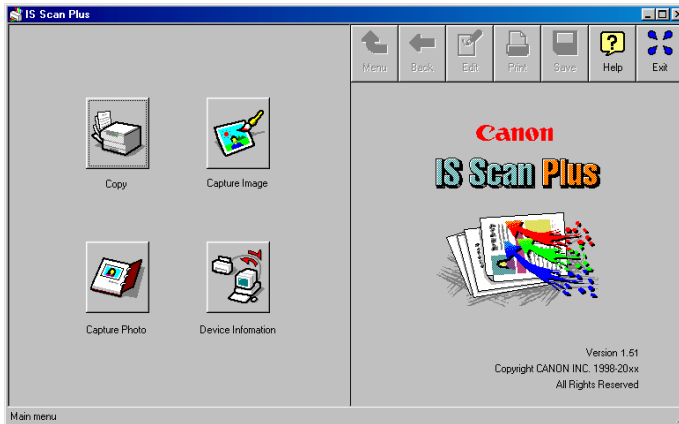 IS Scan Plus
Menu
Back
Edit
Print
Save
Help
Exit
Copy
Capture Image
Capture Photo
Device Infomation
Canon
IS Scan Plus
Version 1.51
Copyright CANON INC. 1998-20xx
All Rights Reserved
Main menu